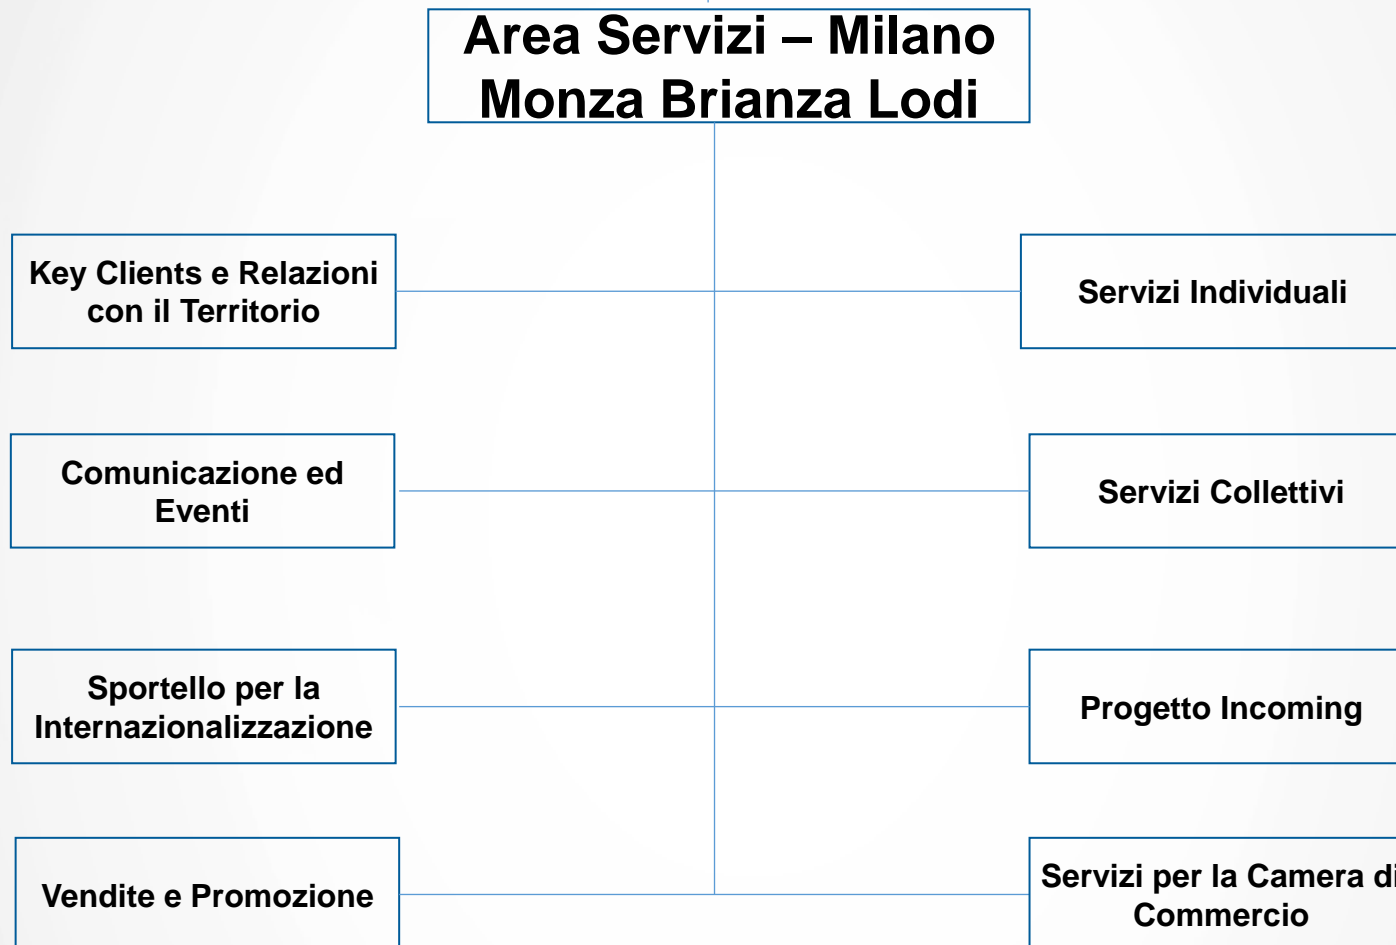 Area Servizi – Milano
Monza Brianza Lodi
Key Clients e Relazioni
con il Territorio
Servizi Individuali
Comunicazione ed
Eventi
Servizi Collettivi
Sportello per la
Internazionalizzazione
Progetto Incoming
Vendite e Promozione
Servizi per la Camera di
Commercio